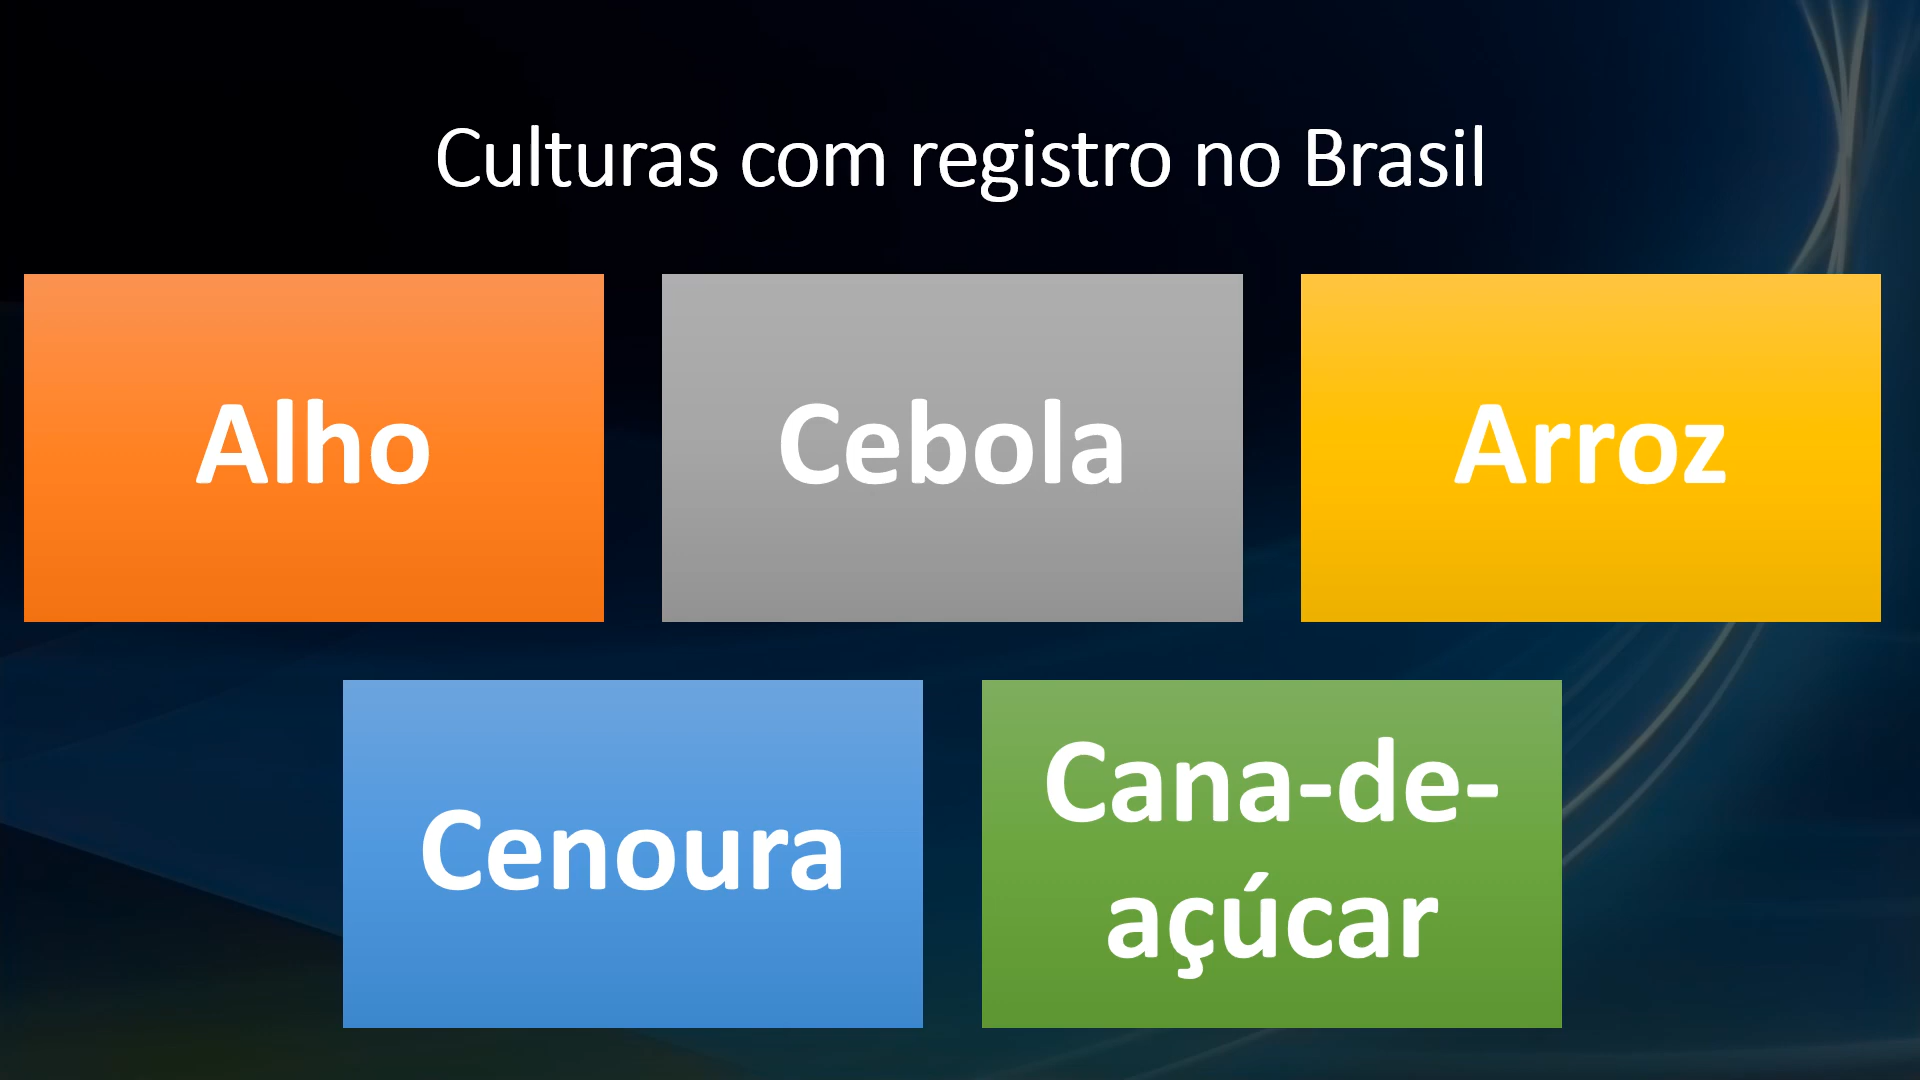 Culturas com registro no Brasil
Alho
Cebola
Arroz
Cenoura
Cana-de-
açúcar